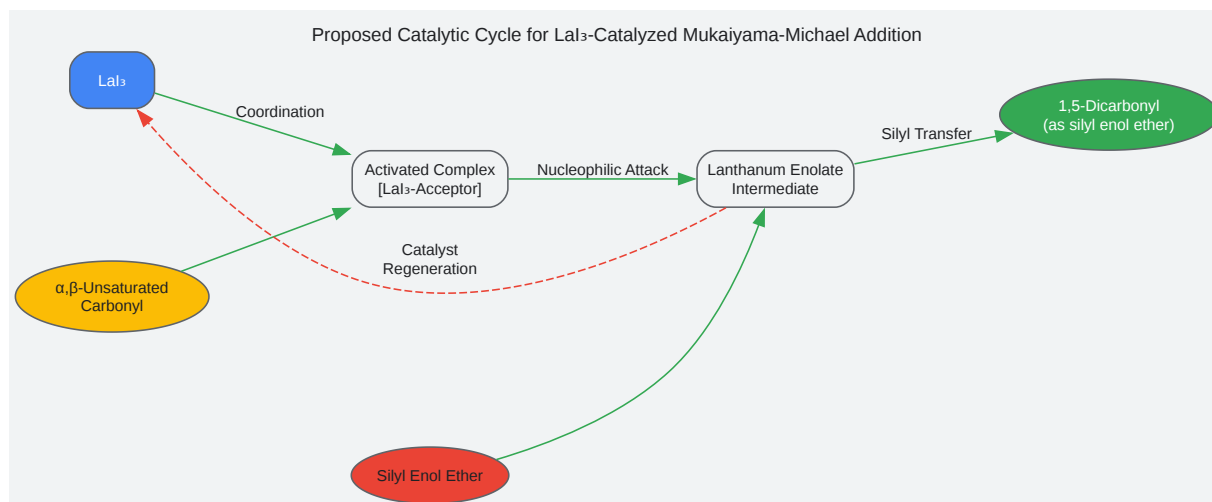 Proposed Catalytic Cycle for LaI₃-Catalyzed Mukaiyama-Michael Addition
LaI₃
Coordination
1,5-Dicarbonyl
(as silyl enol ether)
Silyl Transfer
Activated Complex
[LaI₃-Acceptor]
Nucleophilic Attack
Lanthanum Enolate
Intermediate
Catalyst
Regeneration
α,β-Unsaturated
Carbonyl
Silyl Enol Ether